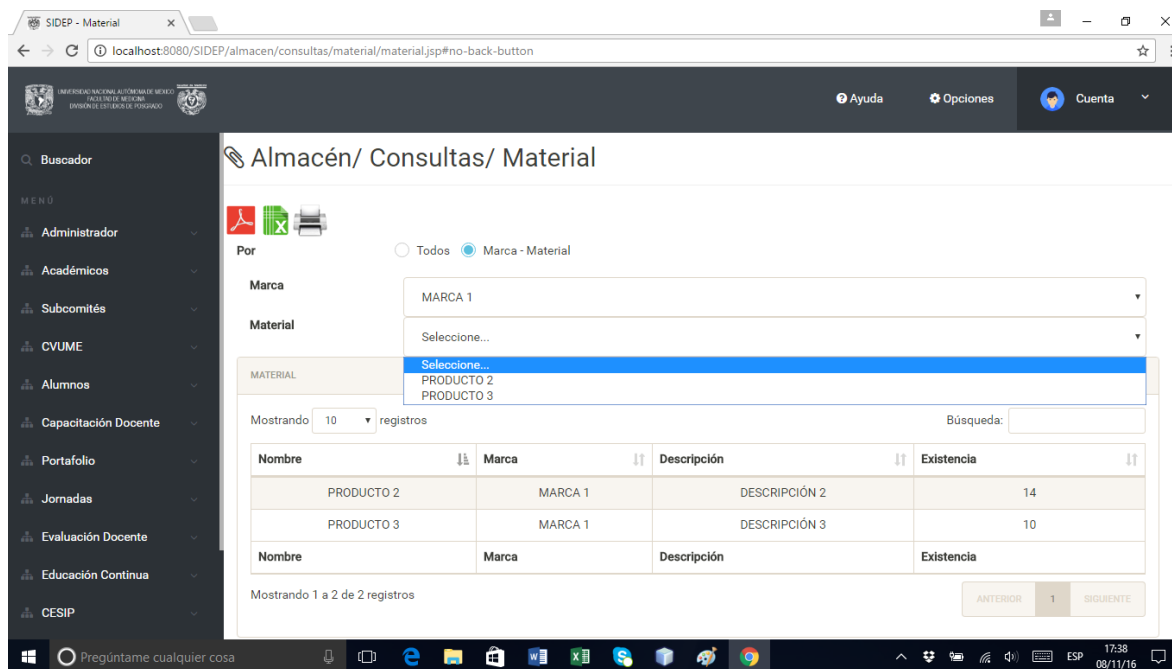 SIDEP - Material
localhost:8080/SIDEP/almacen/consultas/material/material.jsp#no-back-button
UNIVERSIDAD NACIONAL AUTÓNOMA DE MÉXICO
FACULTAD DE MEDICINA
DIVISIÓN DE ESTUDIOS DE POSGRADO
Ayuda
Opciones
Cuenta
Buscador
MENÚ
Administrador
Académicos
Subcomités
CVUME
Alumnos
Capacitación Docente
Portafolio
Jornadas
Evaluación Docente
Educación Continua
CESIP
Almacén/ Consultas/ Material
Por Todos Marca - Material
Marca MARCA 1
Material Seleccione...
Seleccione...
PRODUCTO 2
PRODUCTO 3
MATERIAL
Mostrando 10 registros Búsqueda:
Nombre Marca Descripción Existencia
PRODUCTO 2 MARCA 1 DESCRIPCIÓN 2 14
PRODUCTO 3 MARCA 1 DESCRIPCIÓN 3 10
Nombre Marca Descripción Existencia
Mostrando 1 a 2 de 2 registros
ANTERIOR 1 SIGUIENTE
Pregúntame cualquier cosa
ESP
17:38
08/11/16